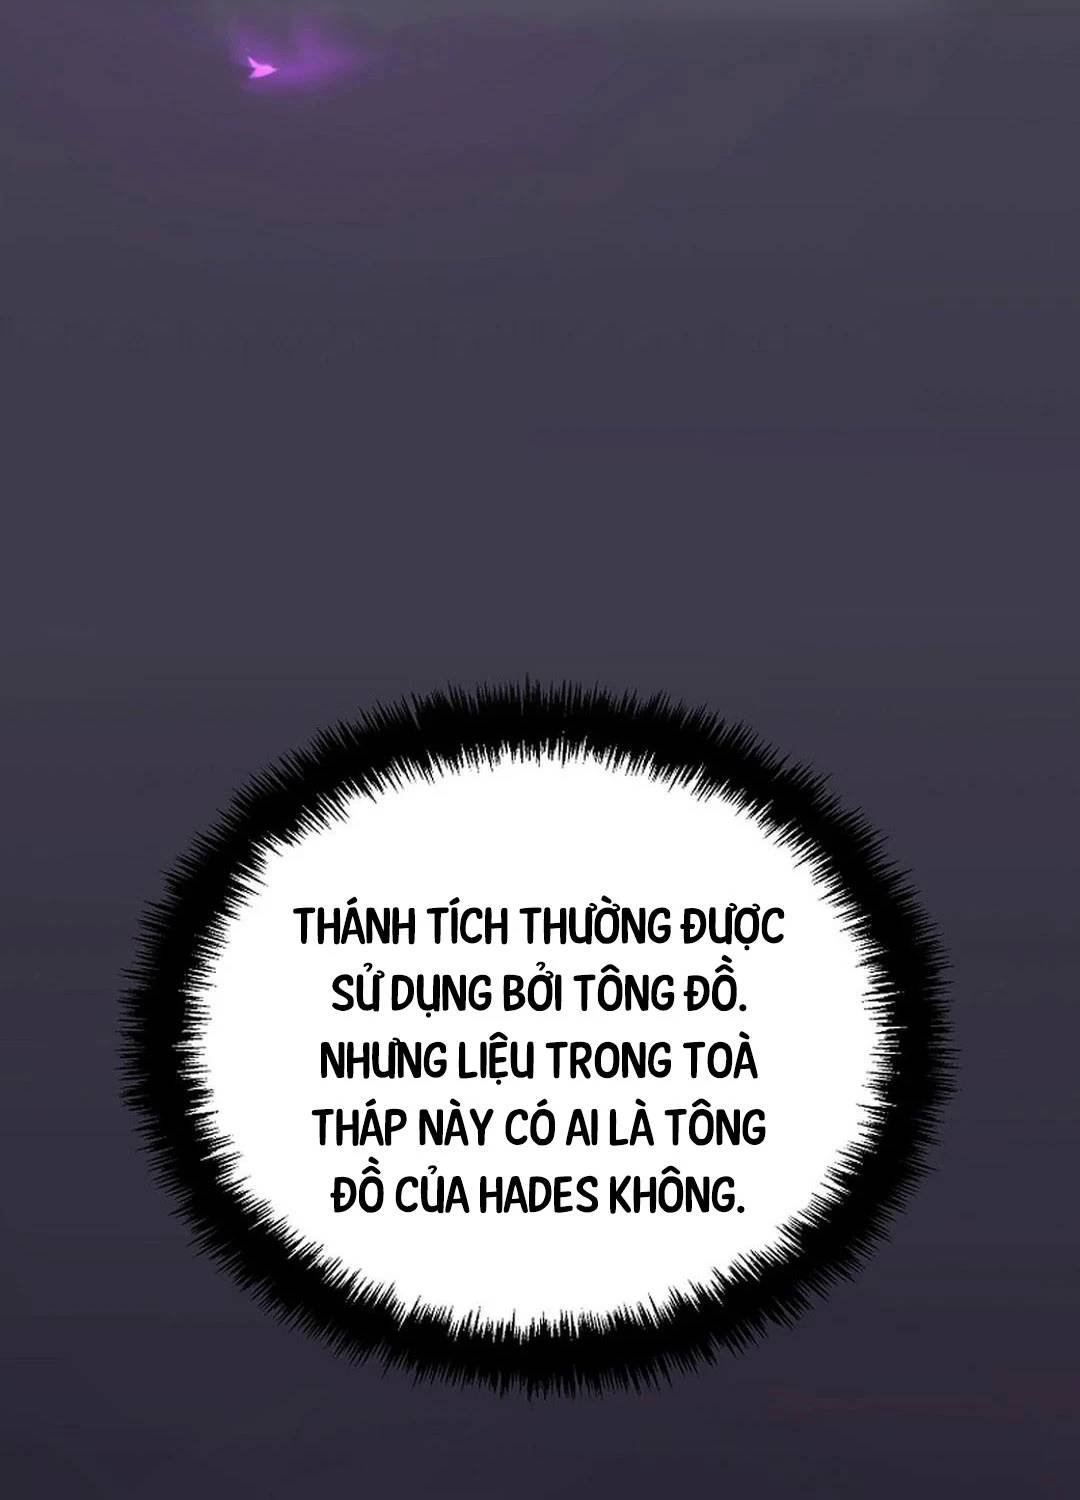 THÁNH TÍCH THƯỜNG ĐƯỢC
SỬ DỤNG BỞI TÔNG ĐỒ.
NHƯNG LIỆU TRONG TOÀ
THÁP NÀY CÓ AI LÀ TÔNG
ĐỒ CỦA HADES KHÔNG.